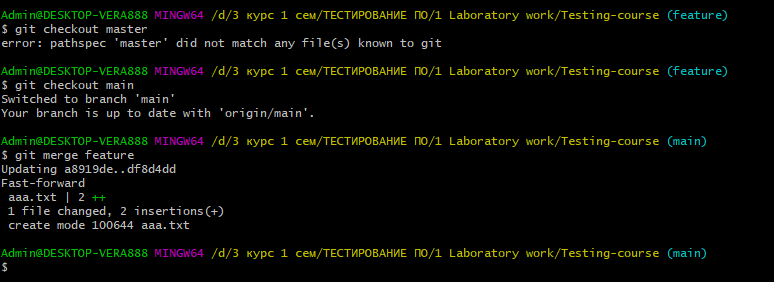 Admin@DESKTOP-VERA888 MINGW64 /d/3 курс 1 сем/ТЕСТИРОВАНИЕ ПО/1 Laboratory work/Testing-course (feature)
$ git checkout master
error: pathspec 'master' did not match any file(s) known to git
Admin@DESKTOP-VERA888 MINGW64 /d/3 курс 1 сем/ТЕСТИРОВАНИЕ ПО/1 Laboratory work/Testing-course (feature)
$ git checkout main
Switched to branch 'main'
Your branch is up to date with 'origin/main'.
Admin@DESKTOP-VERA888 MINGW64 /d/3 курс 1 сем/ТЕСТИРОВАНИЕ ПО/1 Laboratory work/Testing-course (main)
$ git merge feature
Updating a8919de..df8d4dd
Fast-forward
 aaa.txt | 2 ++
 1 file changed, 2 insertions(+)
 create mode 100644 aaa.txt
Admin@DESKTOP-VERA888 MINGW64 /d/3 курс 1 сем/ТЕСТИРОВАНИЕ ПО/1 Laboratory work/Testing-course (main)
$